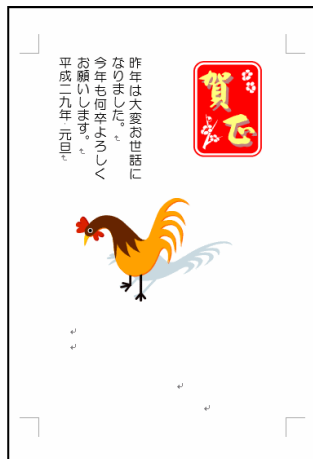 賀正
昨年は大変お世話に
なりました。
今年も何卒よろしく
お願いします。
平成二九年 元旦